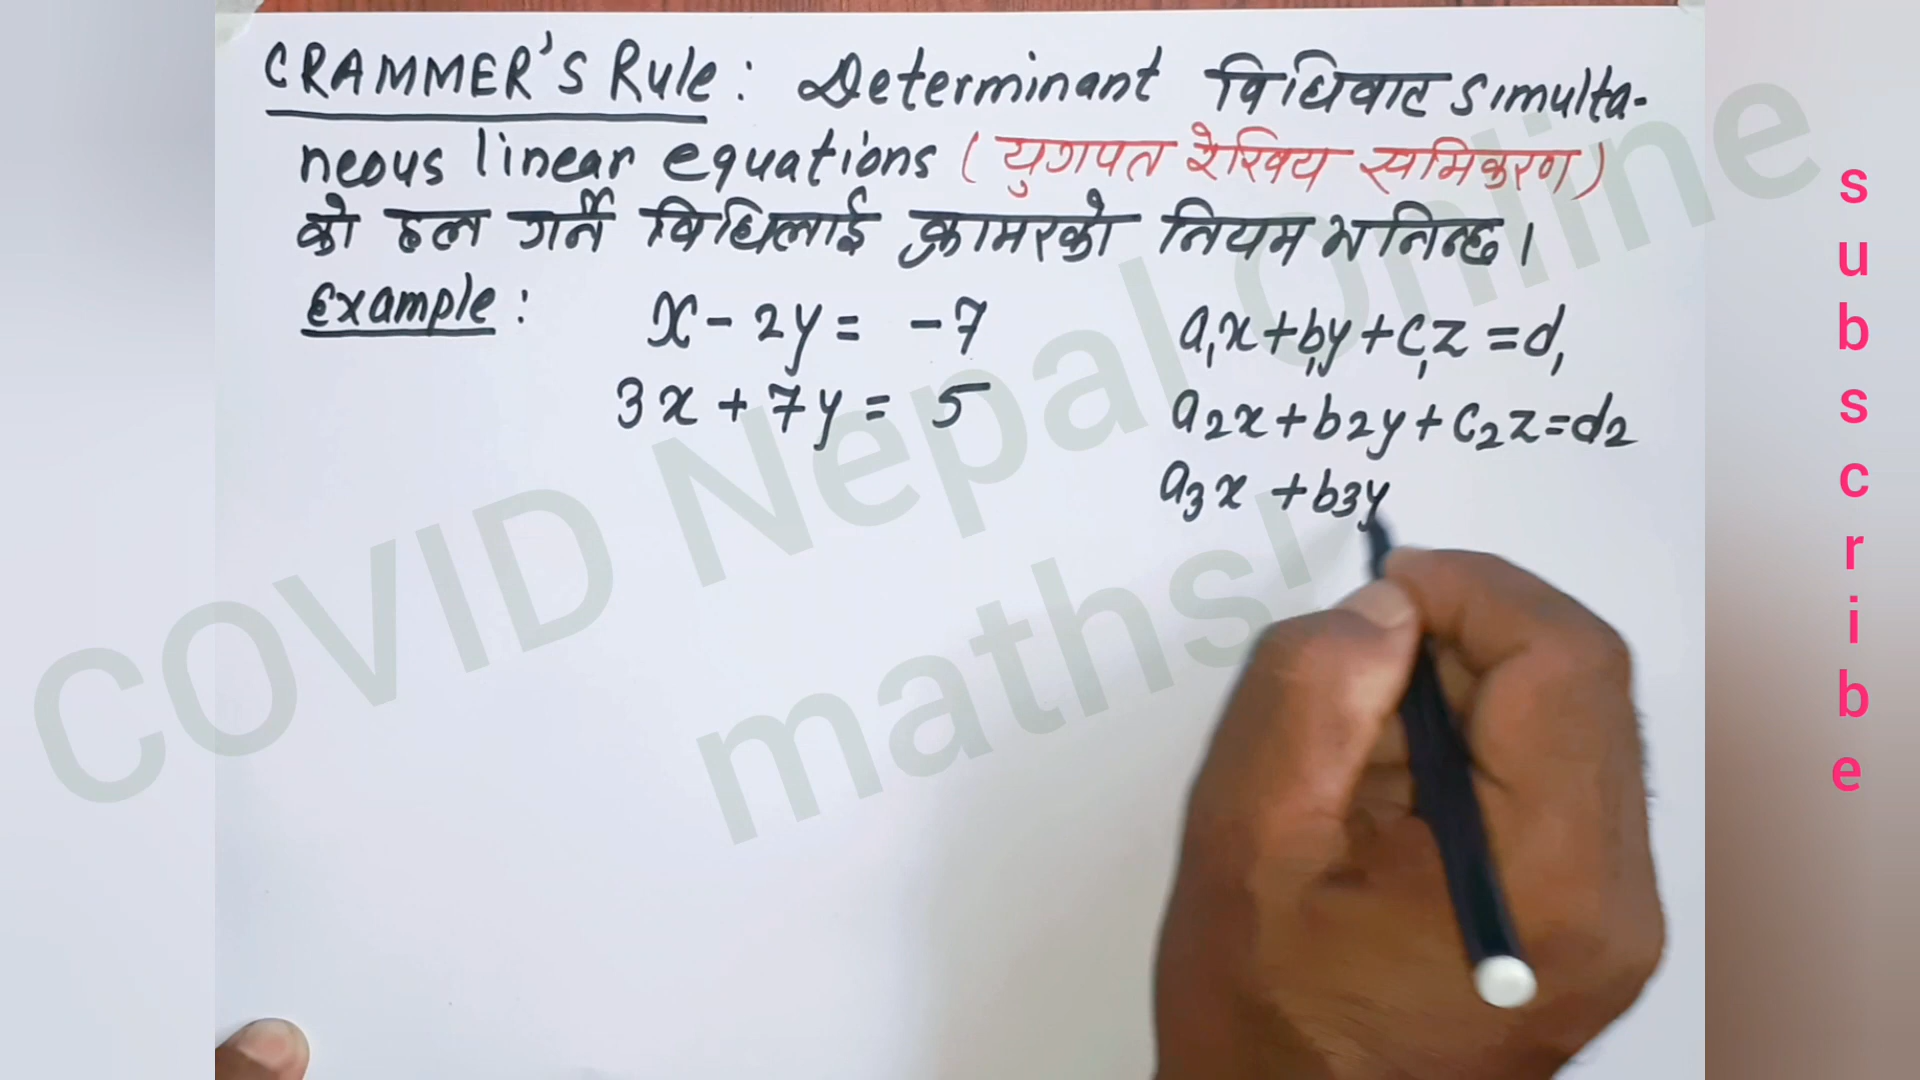 CRAMMER'S Rule: Determinant विधिबाट simulta-
neous linear equations (युगपत रेखिय समिकरण)
को हल गर्ने विधिलाई क्रामरको नियम भनिन्छ।
Example: x - 2y = -7
3x + 7y = 5
a₁x + b₁y + c₁z = d₁
a₂x + b₂y + c₂z = d₂
a₃x + b₃y
COVID Nepal Online
maths!
subscribe